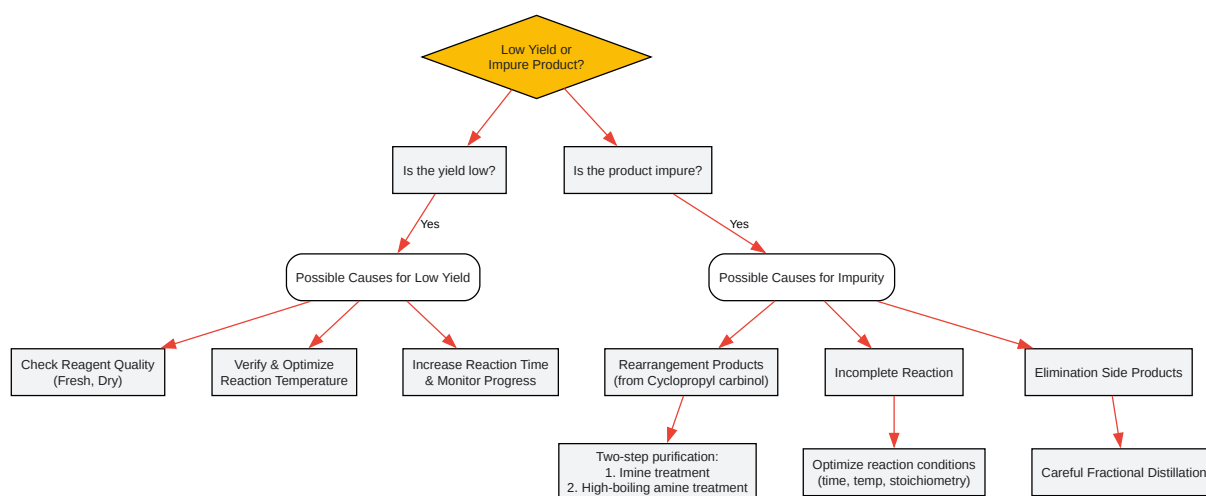 Low Yield or
Impure Product?
Is the yield low?
Is the product impure?
Yes
Yes
Possible Causes for Low Yield
Possible Causes for Impurity
Check Reagent Quality
(Fresh, Dry)
Verify & Optimize
Reaction Temperature
Increase Reaction Time
& Monitor Progress
Rearrangement Products
(from Cyclopropyl carbinol)
Incomplete Reaction
Elimination Side Products
Two-step purification:
1. Imine treatment
2. High-boiling amine treatment
Optimize reaction conditions
(time, temp, stoichiometry)
Careful Fractional Distillation